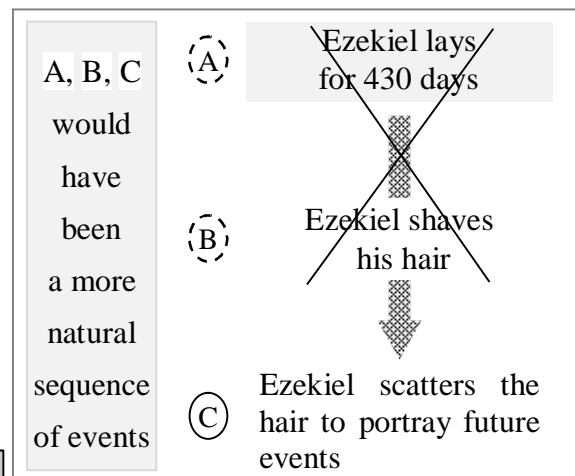 A, B, C
would
have
been
a more
natural
sequence
of events
A
Ezekiel lays
for 430 days
B
Ezekiel shaves
his hair
C
Ezekiel scatters the
hair to portray future
events